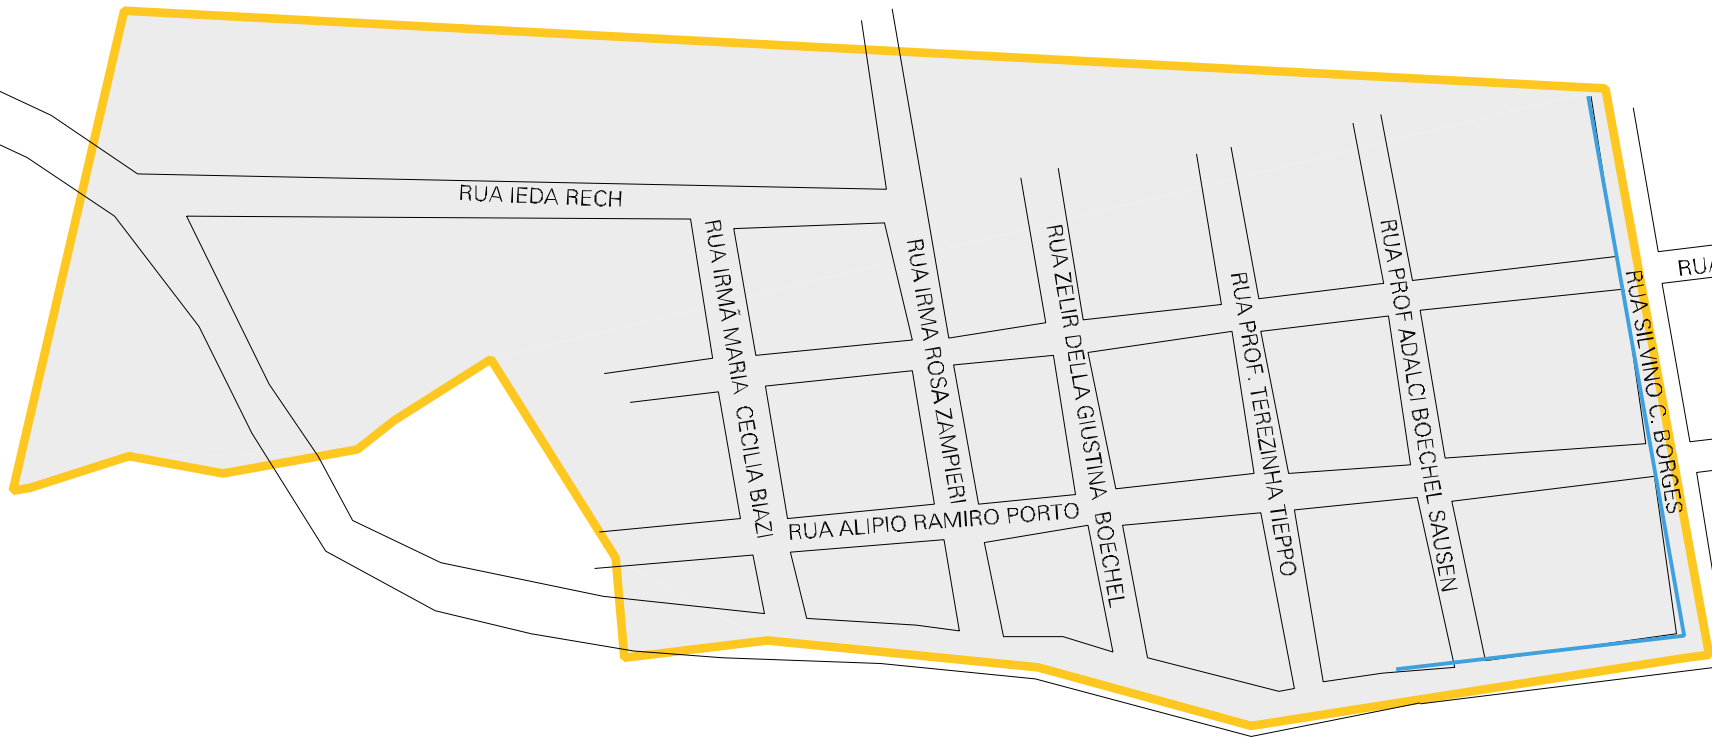 RUA IEDA RECH
RUA IRMÃ MARIA CECILIA BIAZI
RUA IRMA ROSA ZAMPIERI
RUA ZELIR DELLA GIUSTINA BOECHEL
RUA PROF. TEREZINHA TIEPPO
RUA PROF ADALCI BOECHEL SAUSEN
RUA SILVINO C. BORGES
RUA
RUA ALIPIO RAMIRO PORTO